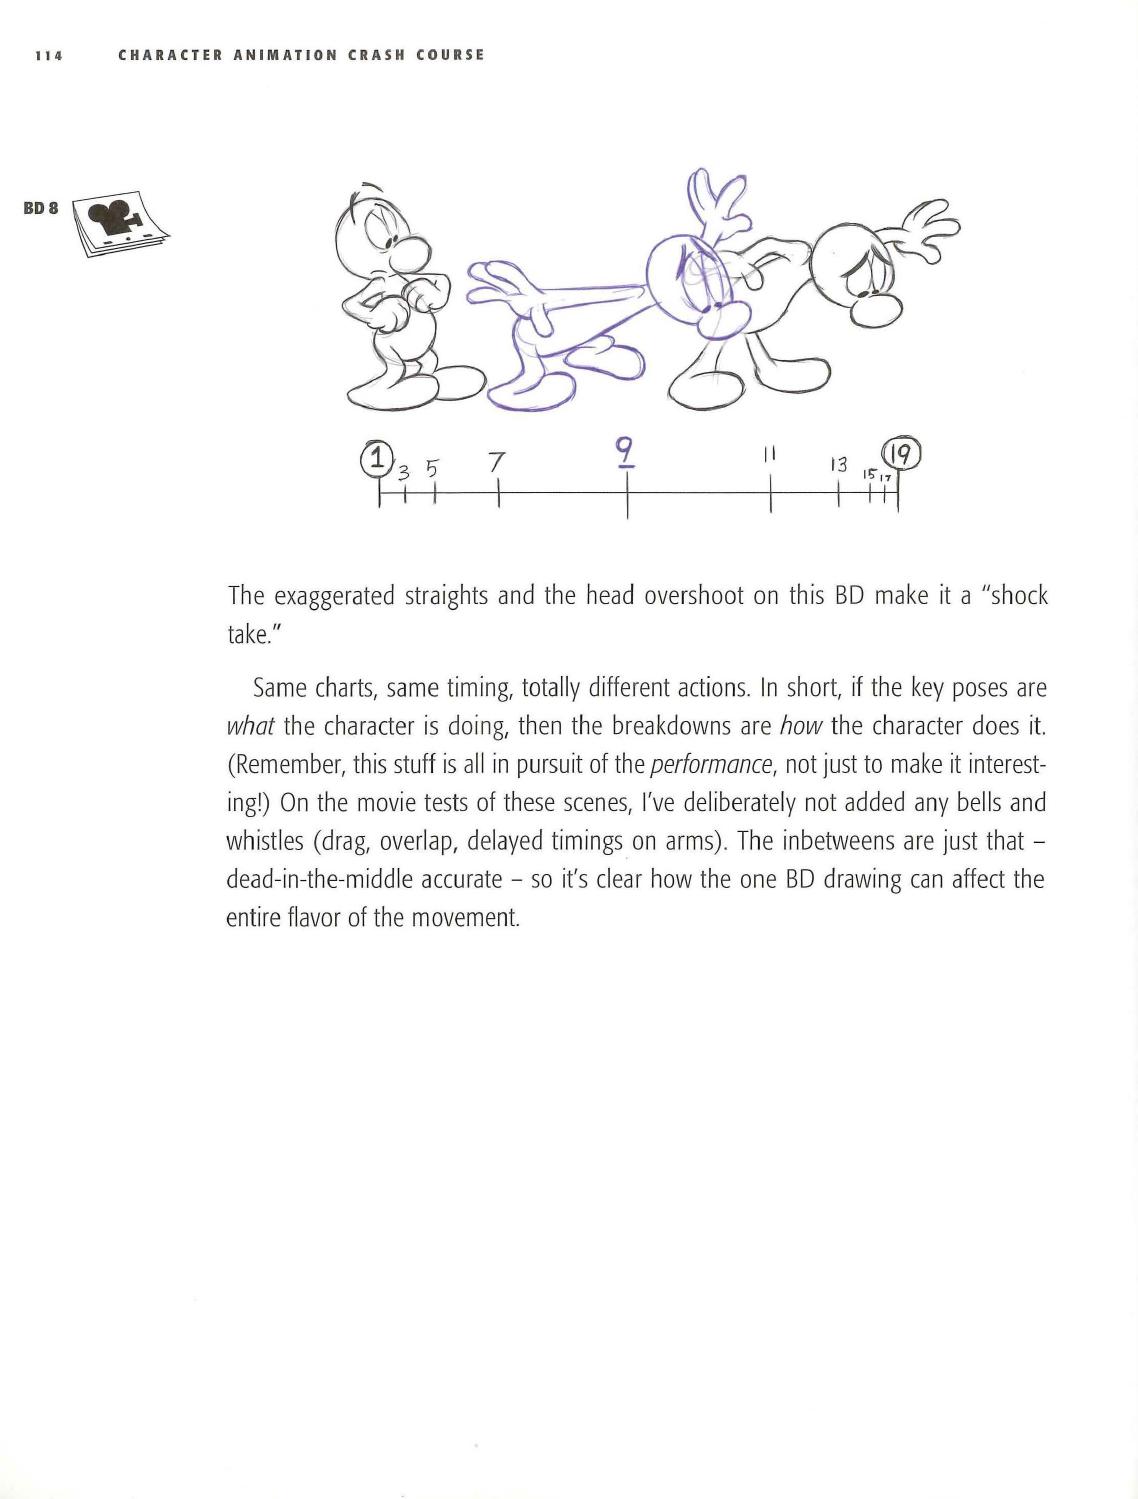 114 CHARACTER ANIMATION CRASH COURSE
BD 8
1 3 5 7 9 11 13 15 17 19
The exaggerated straights and the head overshoot on this BD make it a “shock
take.”
Same charts, same timing, totally different actions. In short, if the key poses are
what the character is doing, then the breakdowns are how the character does it.
(Remember, this stuff is all in pursuit of the performance, not just to make it interest-
ing!) On the movie tests of these scenes, I’ve deliberately not added any bells and
whistles (drag, overlap, delayed timings on arms). The inbetweens are just that –
dead-in-the-middle accurate – so it’s clear how the one BD drawing can affect the
entire flavor of the movement.